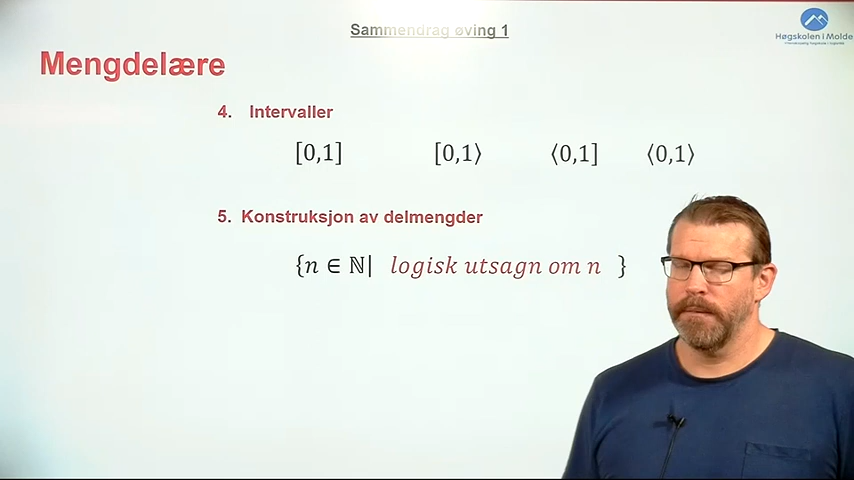 Sammendrag øving 1
Høgskolen i Molde
Mengdelære
4. Intervaller
[0,1] [0,1⟩ ⟨0,1] ⟨0,1⟩
5. Konstruksjon av delmengder
{n ∈ ℕ| logisk utsagn om n }